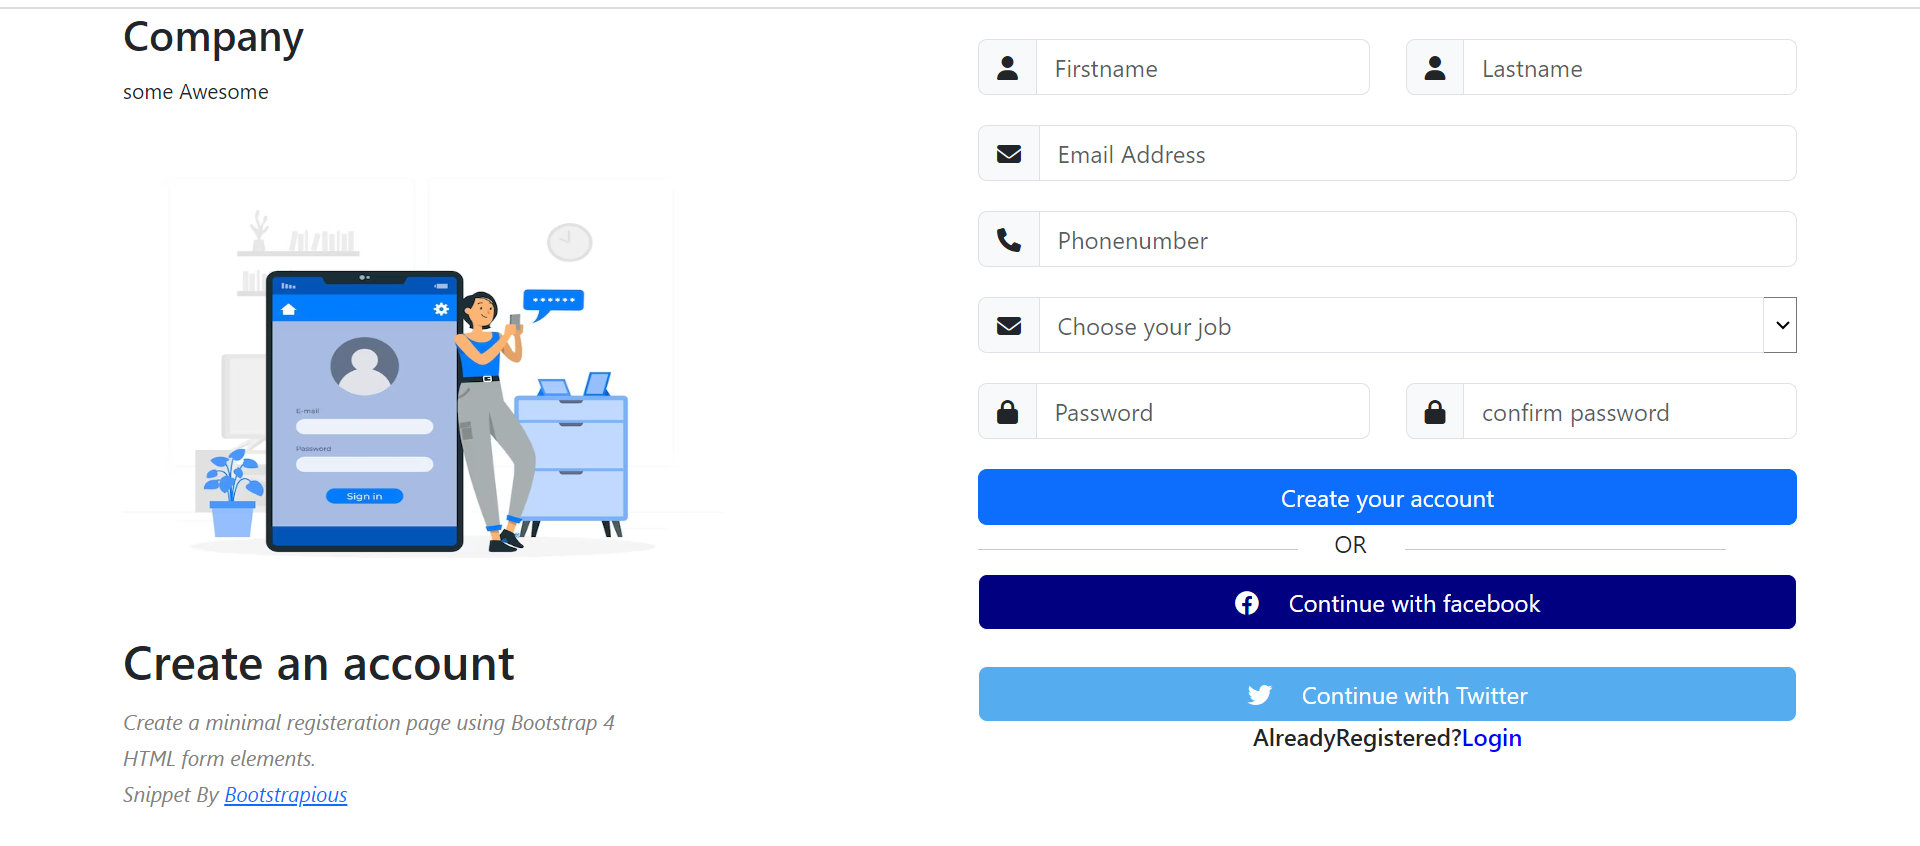 Company
some Awesome
E-mail
Password
Sign in
Create an account
Create a minimal registeration page using Bootstrap 4
HTML form elements.
Snippet By Bootstrapious
Firstname
Lastname
Email Address
Phonenumber
Choose your job
Password
confirm password
Create your account
OR
Continue with facebook
Continue with Twitter
AlreadyRegistered?Login